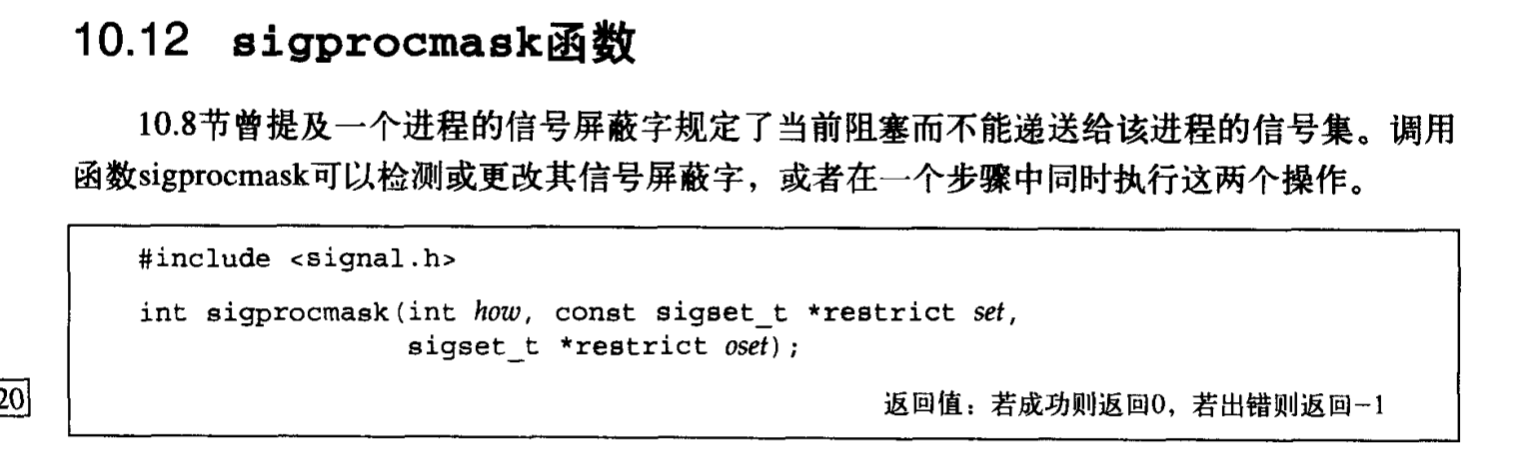 10.12 sigprocmask函数
10.8节曾提及一个进程的信号屏蔽字规定了当前阻塞而不能递送给该进程的信号集。调用
函数sigprocmask可以检测或更改其信号屏蔽字，或者在一个步骤中同时执行这两个操作。
#include <signal.h>
int sigprocmask(int how, const sigset_t *restrict set,
sigset_t *restrict oset);
20
返回值：若成功则返回0，若出错则返回-1